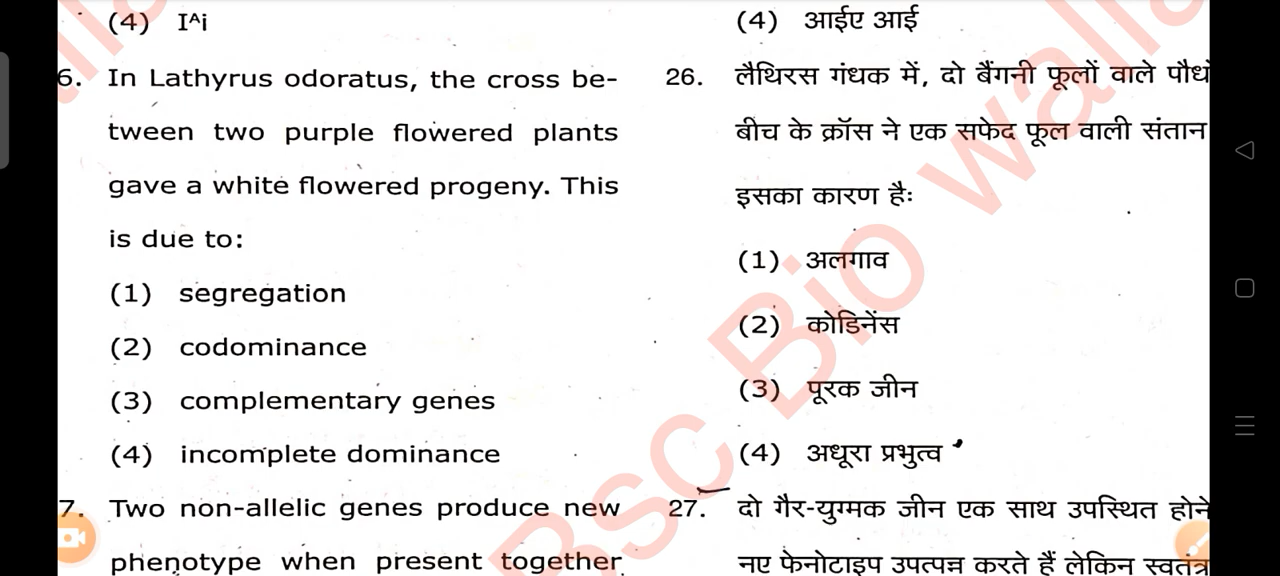 (4) Iᴬi
6. In Lathyrus odoratus, the cross be-
tween two purple flowered plants
gave a white flowered progeny. This
is due to:
(1) segregation
(2) codominance
(3) complementary genes
(4) incomplete dominance
7. Two non-allelic genes produce new
phenotype when present together
(4) आईए आई
26. लैथिरस गंधक में, दो बैंगनी फूलों वाले पौधों
बीच के क्रॉस ने एक सफेद फूल वाली संतान
इसका कारण है:
(1) अलगाव
(2) कोडिनेंस
(3) पूरक जीन
(4) अधूरा प्रभुत्व
27. दो गैर-युग्मक जीन एक साथ उपस्थित होने
नए फेनोटाइप उपत्पन्न करते हैं लेकिन स्वतंत्र
Bsc Bio walla